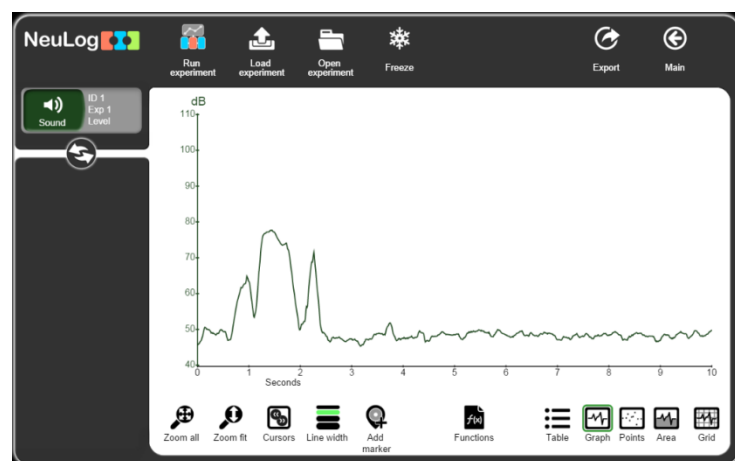 NeuLog
Run
experiment
Load
experiment
Open
experiment
Freeze
Export
Main
Sound
ID 1
Exp 1
Level
dB
110
100
90
80
70
60
50
40
0 1 2 3 4 5 6 7 8 9 10
Seconds
Zoom all
Zoom fit
Cursors
Line width
Add
marker
f(x)
Functions
Table
Graph
Points
Area
Grid